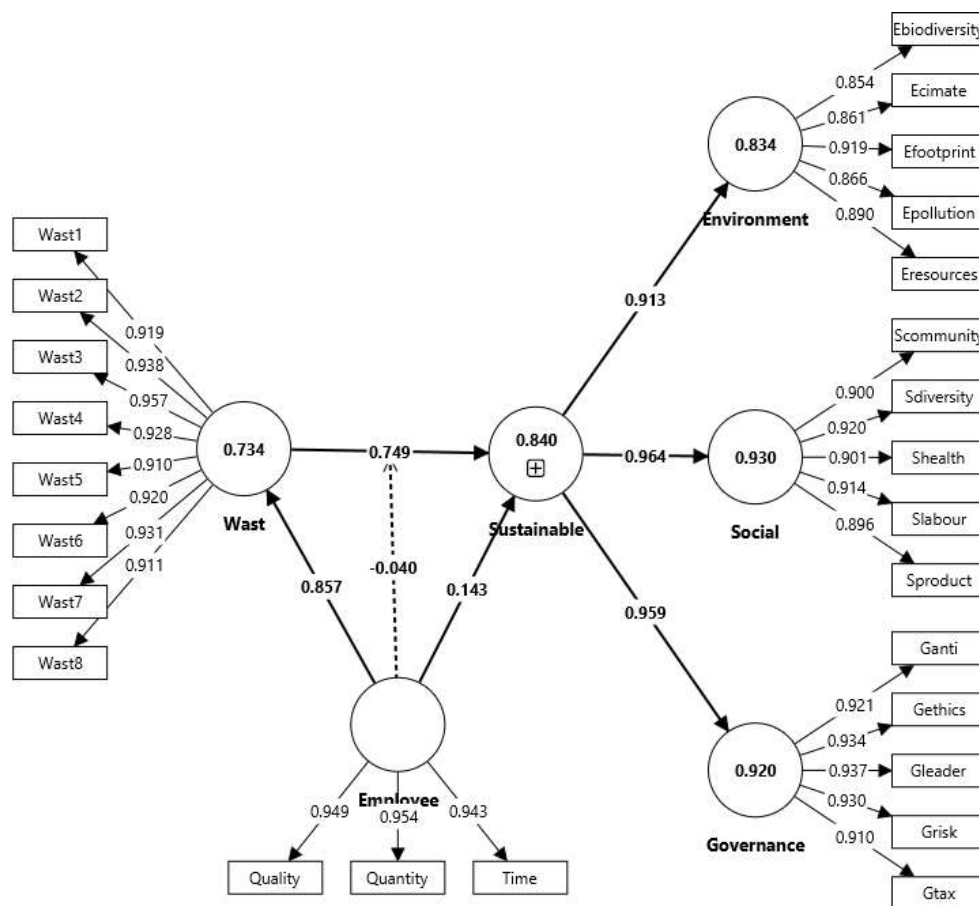 Ebiodiversity
0.854
Ecimate
0.861
0.834
0.919
Efootprint
0.866
Epollution
0.890
Environment
Eresources
Wast1
Wast2
0.919
0.913
Scommunity
0.938
Wast3
0.957
0.900
Sdiversity
Wast4
0.928
0.920
0.734
0.749
0.840
0.964
0.930
0.901
Shealth
Wast5
0.910
0.914
Slabour
0.920
Wast
Sustainable
Social
0.896
Wast6
0.931
Sproduct
0.911
-0.040
Wast7
0.857
0.143
0.959
Ganti
Wast8
0.921
Gethics
0.934
0.920
0.937
Gleader
0.930
Employee
Grisk
0.949
0.954
0.943
0.910
Governance
Quality
Quantity
Time
Gtax